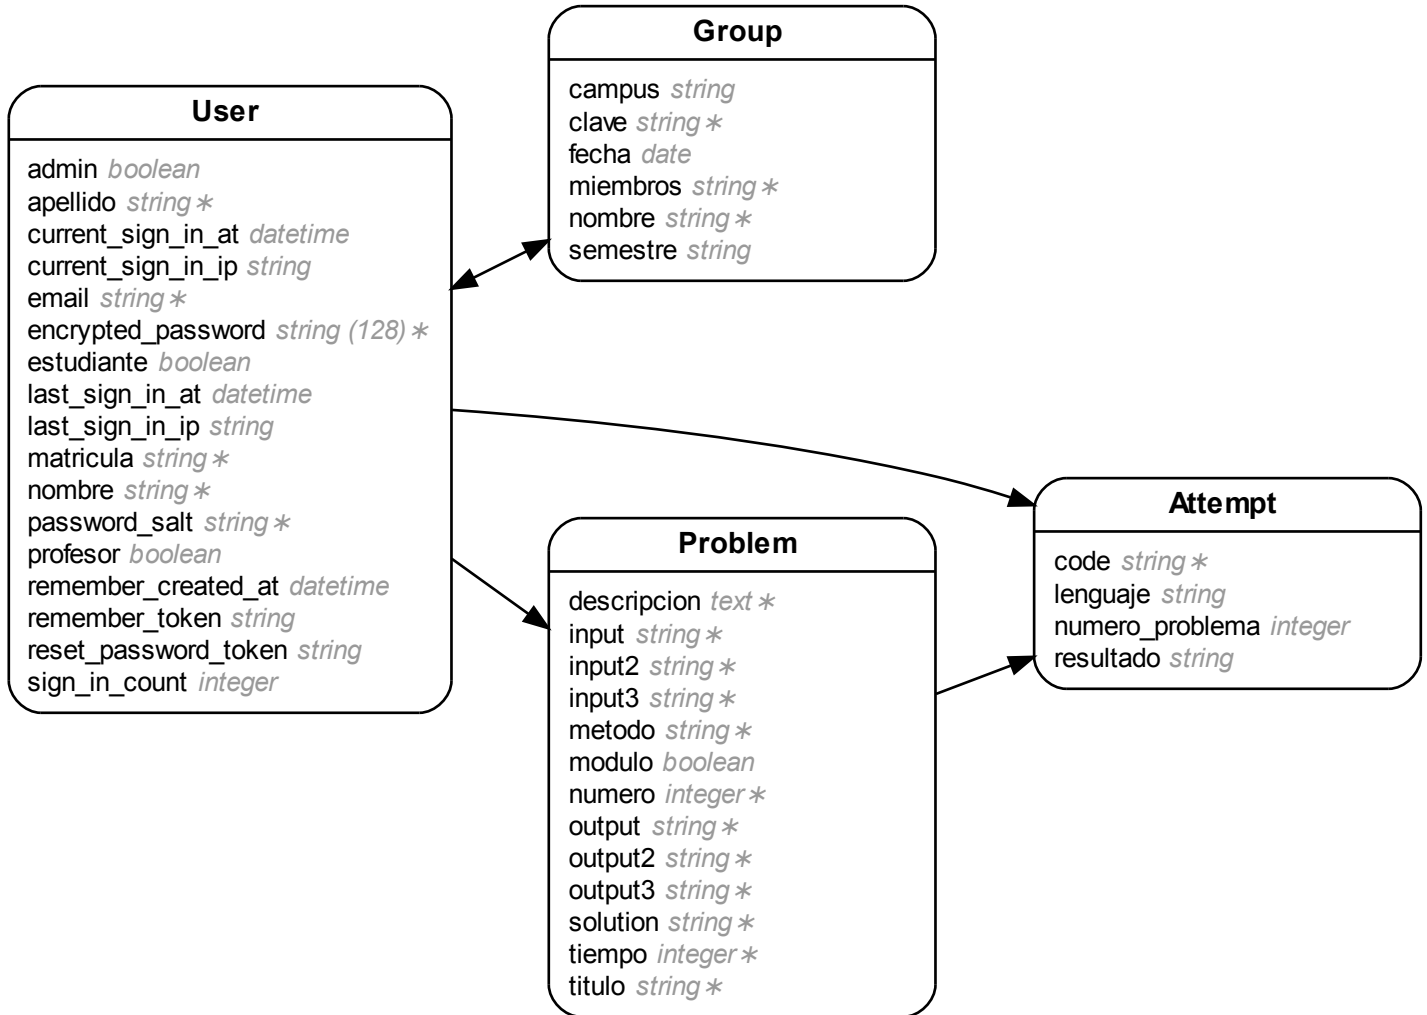 User
admin boolean
apellido string ∗
current_sign_in_at datetime
current_sign_in_ip string
email string ∗
encrypted_password string (128) ∗
estudiante boolean
last_sign_in_at datetime
last_sign_in_ip string
matricula string ∗
nombre string ∗
password_salt string ∗
profesor boolean
remember_created_at datetime
remember_token string
reset_password_token string
sign_in_count integer
Group
campus string
clave string ∗
fecha date
miembros string ∗
nombre string ∗
semestre string
Problem
descripcion text ∗
input string ∗
input2 string ∗
input3 string ∗
metodo string ∗
modulo boolean
numero integer ∗
output string ∗
output2 string ∗
output3 string ∗
solution string ∗
tiempo integer ∗
titulo string ∗
Attempt
code string ∗
lenguaje string
numero_problema integer
resultado string